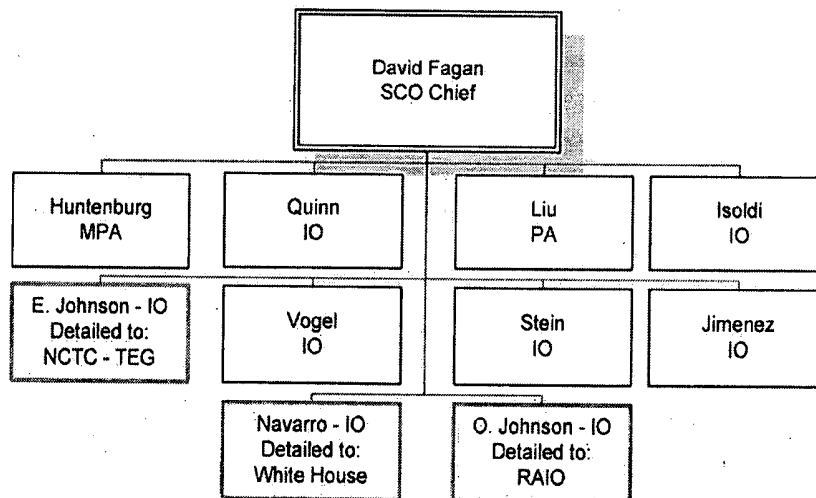 David Fagan
SCO Chief
Huntenburg
MPA
Quinn
IO
Liu
PA
Isoldi
IO
E. Johnson - IO
Detailed to:
NCTC - TEG
Vogel
IO
Stein
IO
Jimenez
IO
Navarro - IO
Detailed to:
White House
O. Johnson - IO
Detailed to:
RAIO